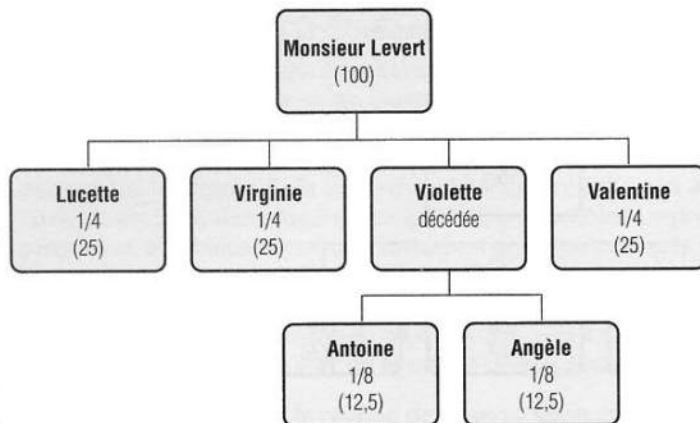 Monsieur Levert
(100)
Lucette
1/4
(25)
Virginie
1/4
(25)
Violette
décédée
Valentine
1/4
(25)
Antoine
1/8
(12,5)
Angèle
1/8
(12,5)